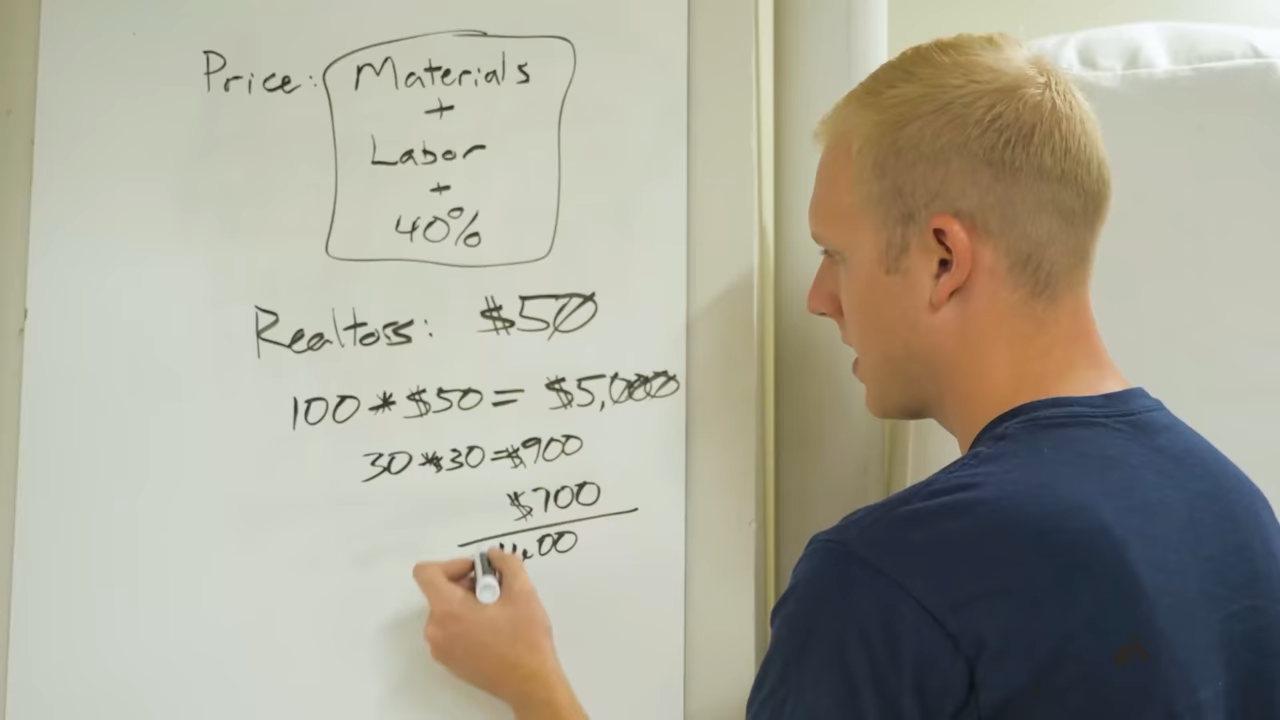 Price: Materials
+
Labor
+
40%
Realtors: $50
100 * $50 = $5,000
30 * 30 = $900
$700